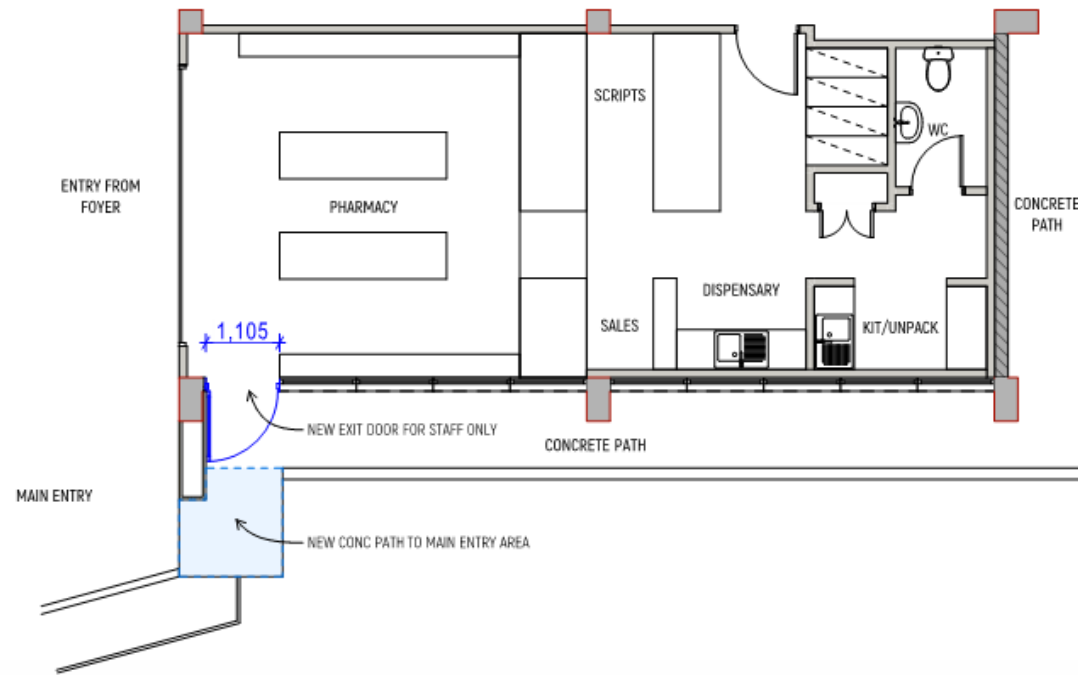 SCRIPTS
WC
ENTRY FROM
FOYER
PHARMACY
CONCRETE
PATH
DISPENSARY
SALES
KIT/UNPACK
1,105
NEW EXIT DOOR FOR STAFF ONLY
CONCRETE PATH
MAIN ENTRY
NEW CONC PATH TO MAIN ENTRY AREA